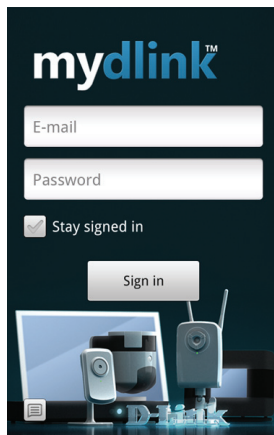 mydlink™
E-mail
Password
Stay signed in
Sign in
D-Link